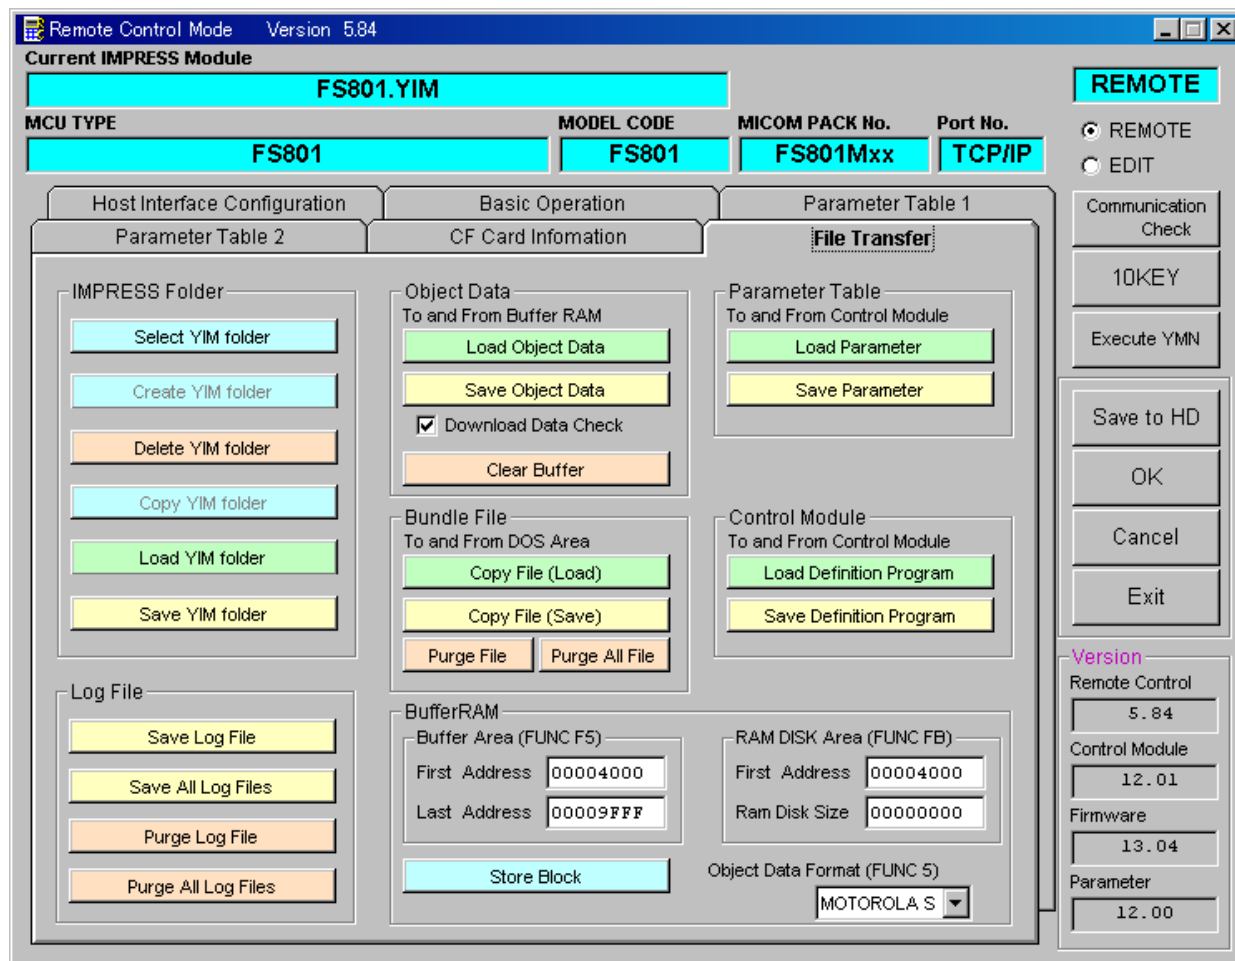 Remote Control Mode Version 5.84
Current IMPRESS Module
FS801.YIM
REMOTE
MCU TYPE
MODEL CODE
MICOM PACK No.
Port No.
FS801
FS801
FS801Mxx
TCP/IP
REMOTE
EDIT
Host Interface Configuration
Basic Operation
Parameter Table 1
Parameter Table 2
CF Card Infomation
File Transfer
Communication
Check
10KEY
Execute YMN
Save to HD
OK
Cancel
Exit
IMPRESS Folder
Select YIM folder
Create YIM folder
Delete YIM folder
Copy YIM folder
Load YIM folder
Save YIM folder
Log File
Save Log File
Save All Log Files
Purge Log File
Purge All Log Files
Object Data
To and From Buffer RAM
Load Object Data
Save Object Data
Download Data Check
Clear Buffer
Bundle File
To and From DOS Area
Copy File (Load)
Copy File (Save)
Purge File
Purge All File
Parameter Table
To and From Control Module
Load Parameter
Save Parameter
Control Module
To and From Control Module
Load Definition Program
Save Definition Program
BufferRAM
Buffer Area (FUNC F5)
First Address 00004000
Last Address 00009FFF
Store Block
RAM DISK Area (FUNC FB)
First Address 00004000
Ram Disk Size 00000000
Object Data Format (FUNC 5)
MOTOROLA S
Version
Remote Control
5.84
Control Module
12.01
Firmware
13.04
Parameter
12.00